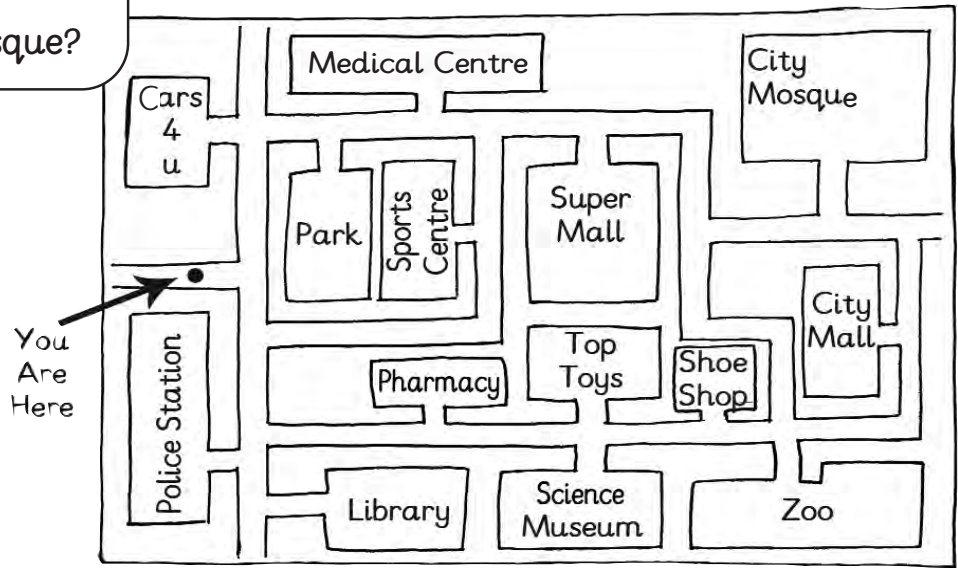 sque?
Medical Centre
City
Mosque
Cars
4
u
Park
Sports
Centre
Super
Mall
City
Mall
You
Are
Here
Police Station
Pharmacy
Top
Toys
Shoe
Shop
Library
Science
Museum
Zoo